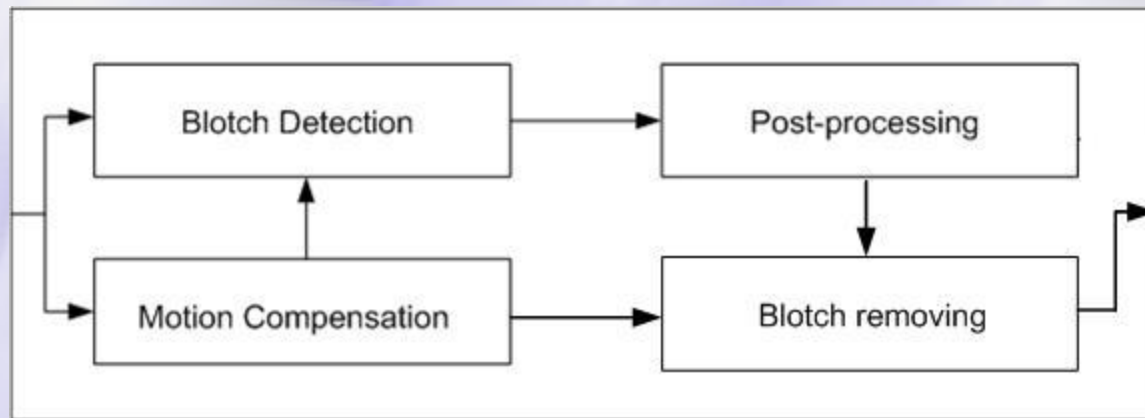 Blotch Detection
Post-processing
Motion Compensation
Blotch removing